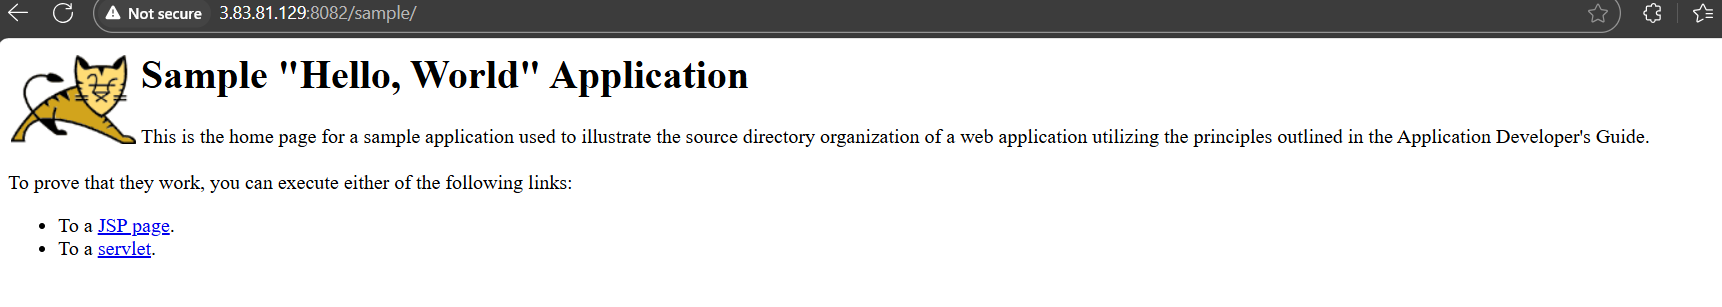 Not secure 3.83.81.129:8082/sample/
Sample "Hello, World" Application
This is the home page for a sample application used to illustrate the source directory organization of a web application utilizing the principles outlined in the Application Developer's Guide.
To prove that they work, you can execute either of the following links:
• To a JSP page.
• To a servlet.